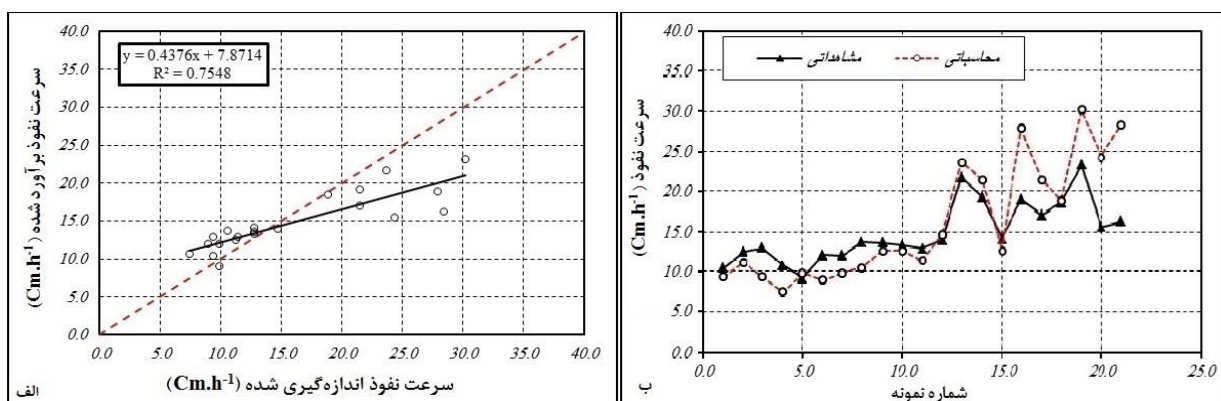 y = 0.4376x + 7.8714
R² = 0.7548
سرعت نفوذ برآورد شده (Cm.h⁻¹)
40.0
35.0
30.0
25.0
20.0
15.0
10.0
5.0
0.0
0.0 5.0 10.0 15.0 20.0 25.0 30.0 35.0 40.0
سرعت نفوذ اندازه‌گیری شده (Cm.h⁻¹)
الف
مشاهداتی
محاسباتی
سرعت نفوذ (Cm.h⁻¹)
40.0
35.0
30.0
25.0
20.0
15.0
10.0
5.0
0.0
0.0 5.0 10.0 15.0 20.0 25.0
شماره نمونه
ب